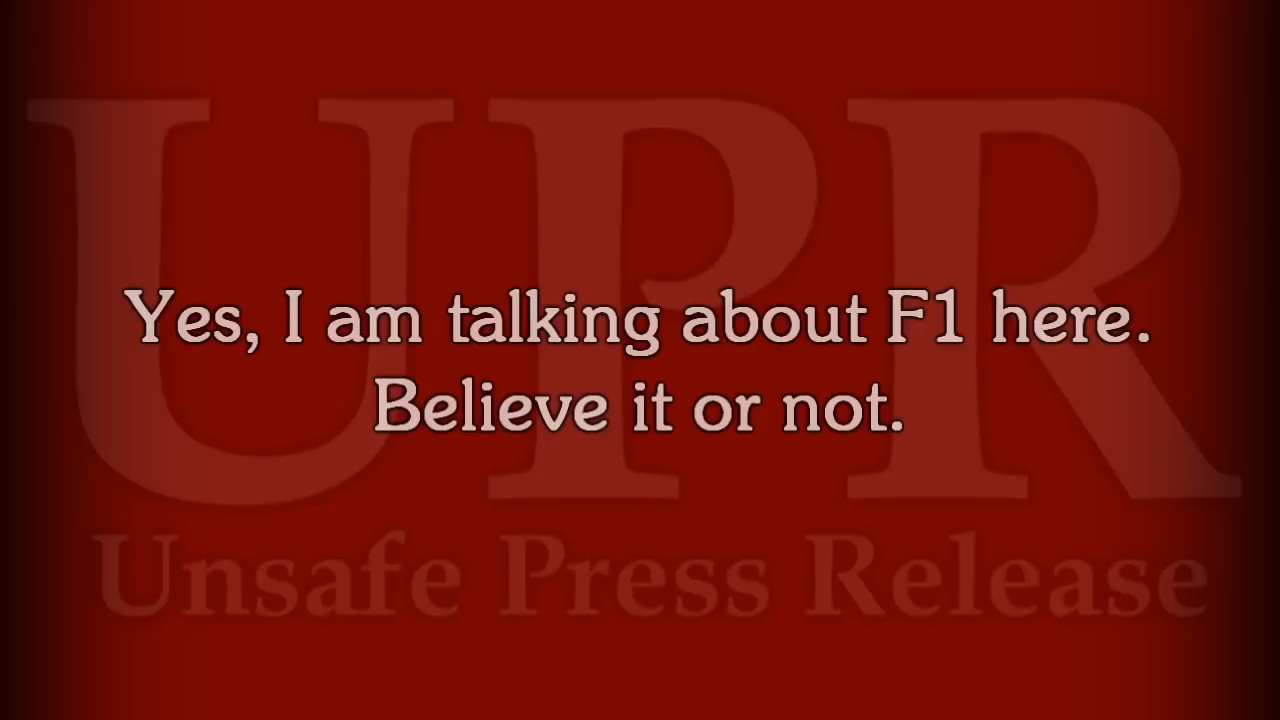 UPR
Yes, I am talking about F1 here.
Believe it or not.
Unsafe Press Release